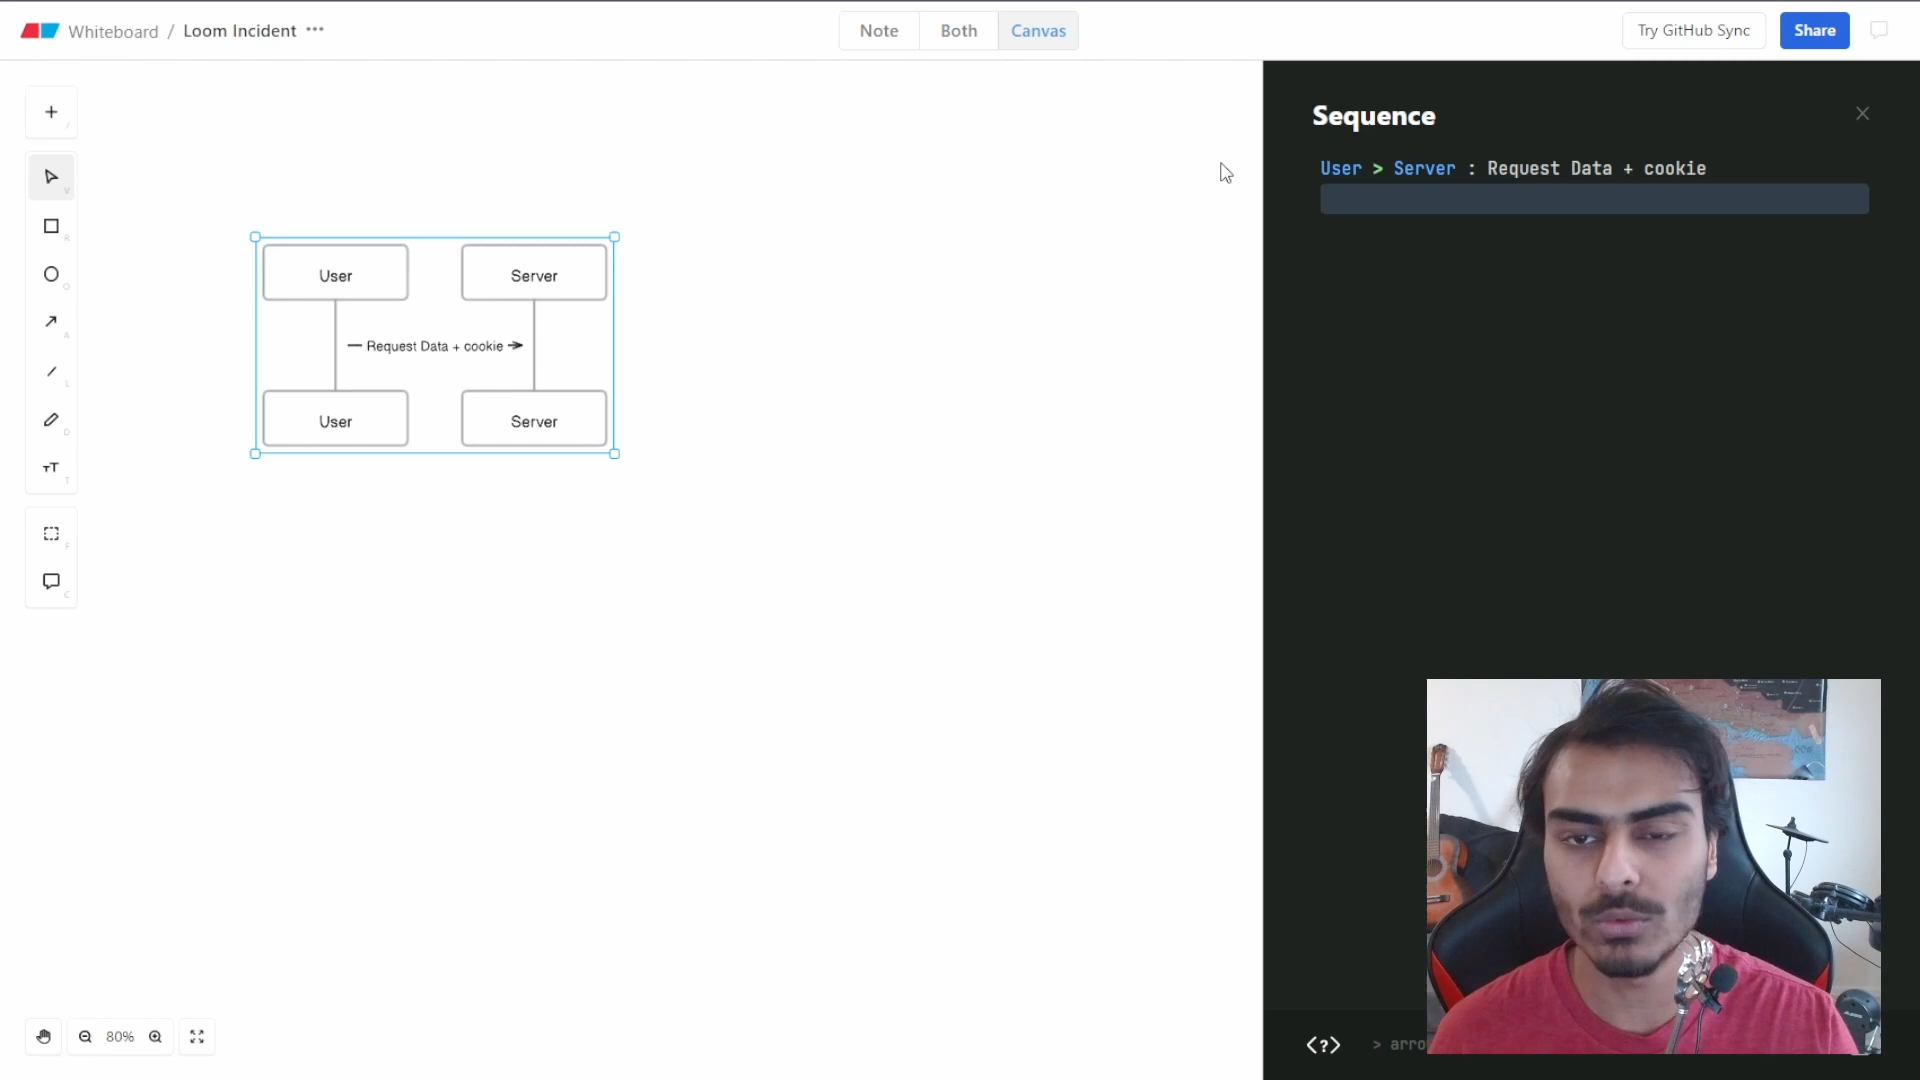 Whiteboard / Loom Incident •••
Note Both Canvas
Try GitHub Sync
Share
Sequence
User > Server : Request Data + cookie
User Server
Request Data + cookie
User Server
V
R
O
A
L
D
T
F
C
80%
<?> > arro